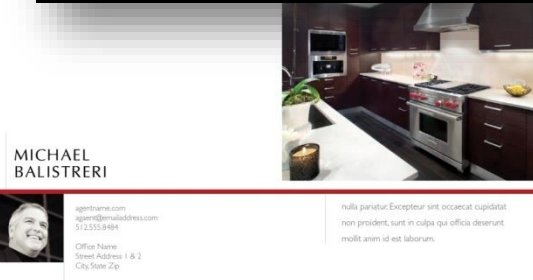 MICHAEL
BALISTRERI
agentname.com
agaent@emailaddress.com
512.555.8484
Office Name
Street Address 1 & 2
City, State Zip
nulla pariatur. Excepteur sint occaecat cupidatat
non proident, sunt in culpa qui officia deserunt
mollit anim id est laborum.